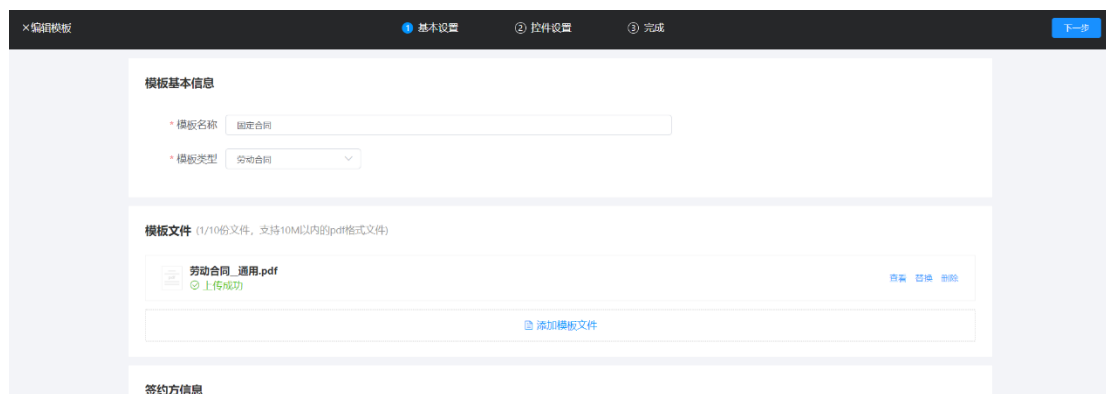 ×编辑模板 1 基本设置 ② 控件设置 ③ 完成 下一步
模板基本信息
* 模板名称 固定合同
* 模板类型 劳动合同
模板文件 (1/10份文件，支持10M以内的pdf格式文件)
劳动合同_通用.pdf
上传成功 查看 替换 删除
添加模板文件
签约方信息